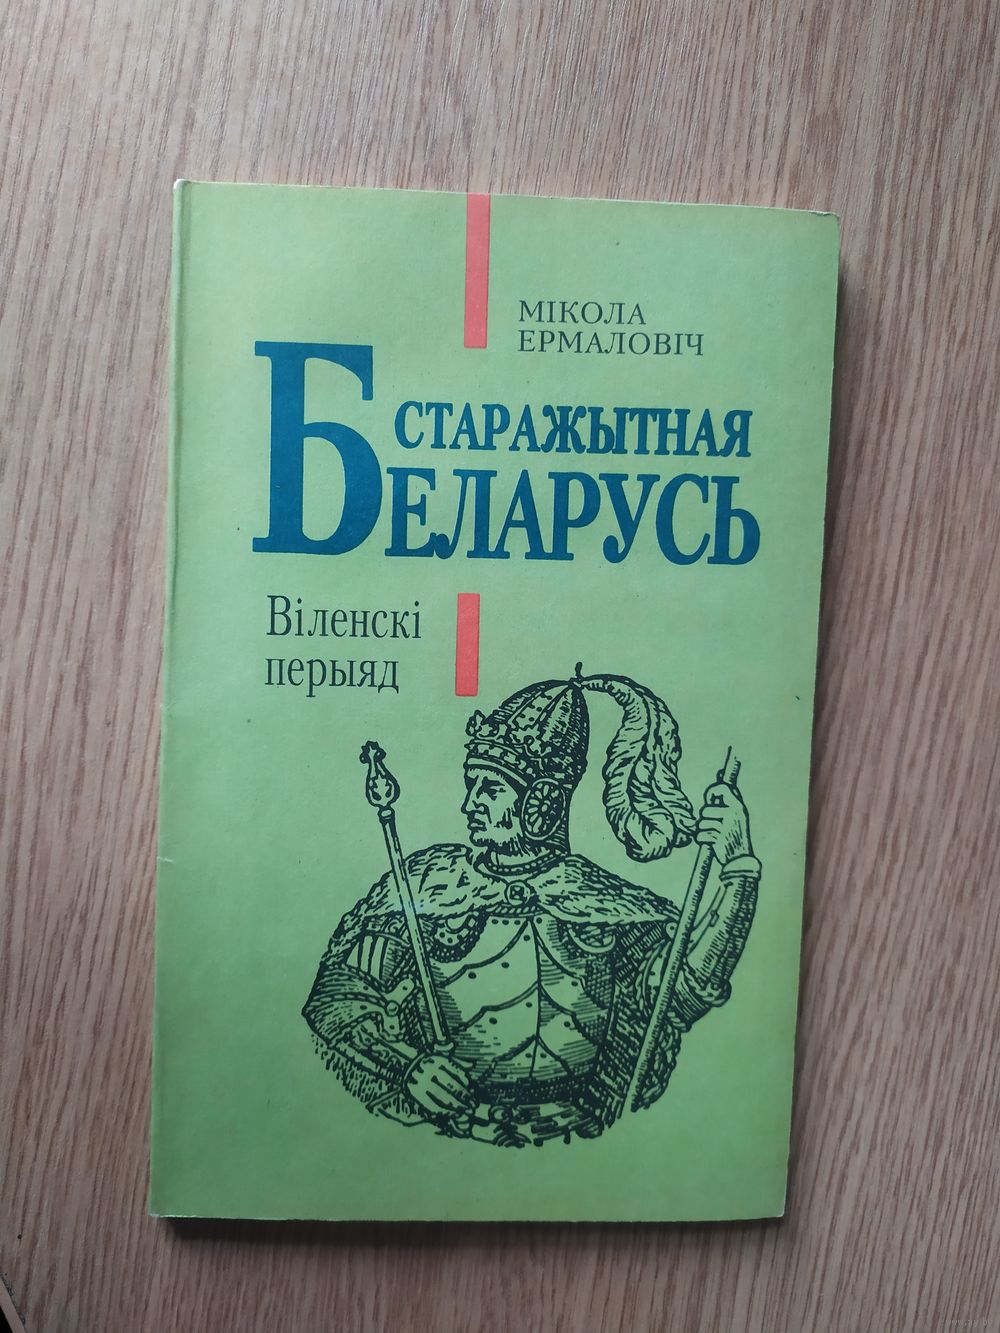 МІКОЛА
ЕРМАЛОВІЧ
СТАРАЖЫТНАЯ
БЕЛАРУСЬ
Віленскі
перыяд